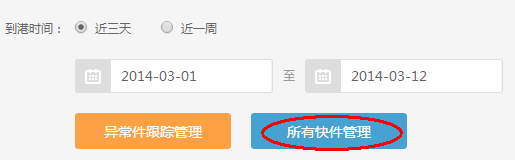 到港时间： 近三天 近一周
2014-03-01 至 2014-03-12
异常件跟踪管理 所有快件管理